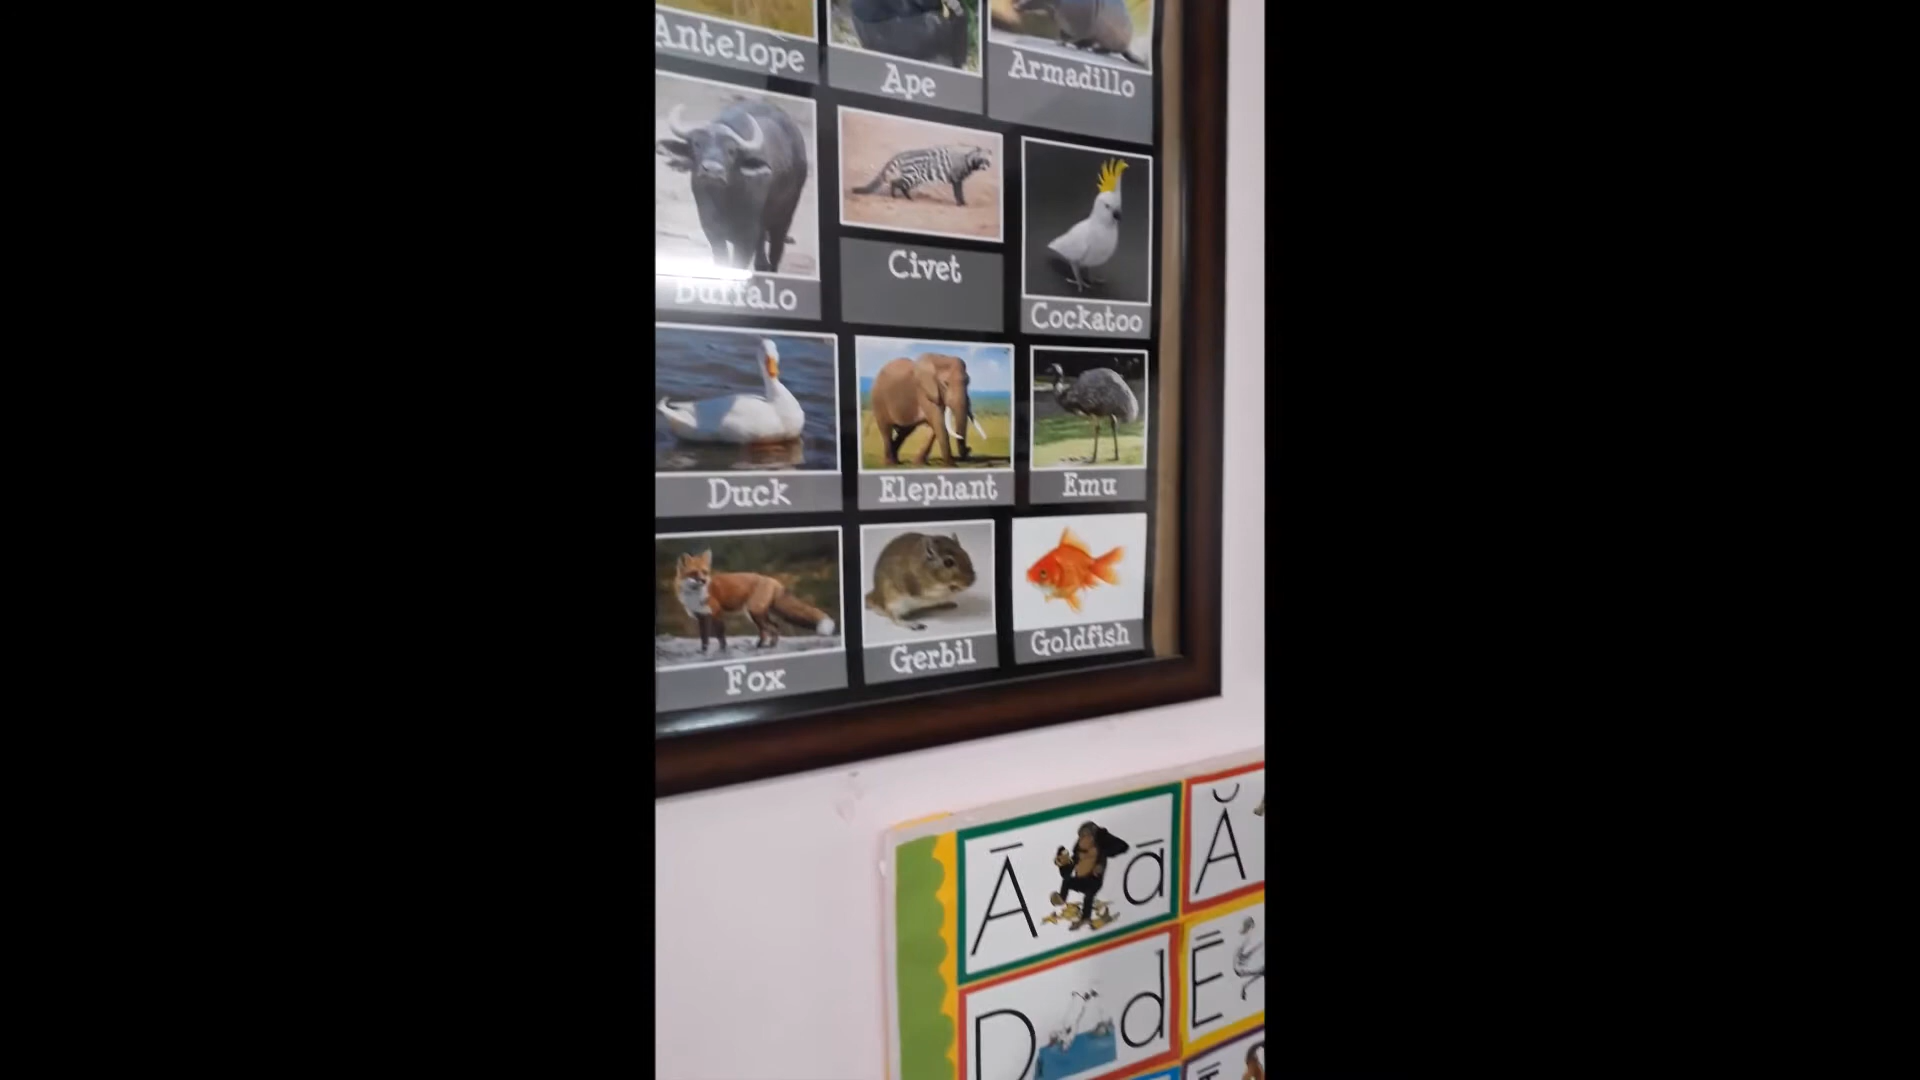 Antelope
Ape
Armadillo
Buffalo
Civet
Cockatoo
Duck
Elephant
Emu
Fox
Gerbil
Goldfish
Ā ā
Ă
D d
Ē